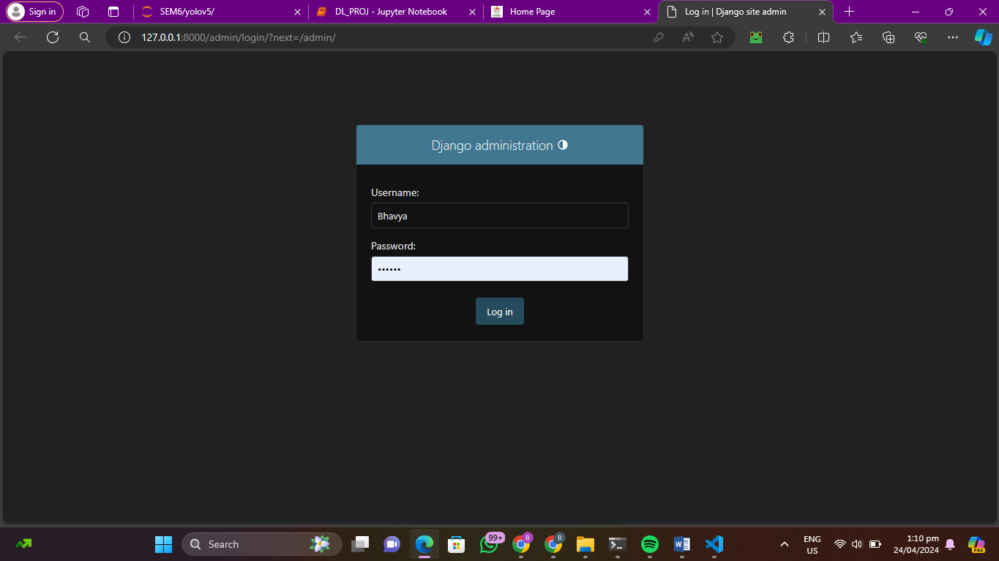 Sign in
SEM6/yolov5/
DL_PROJ - Jupyter Notebook
Home Page
Log in | Django site admin
127.0.0.1:8000/admin/login/?next=/admin/
Django administration
Username:
Bhavya
Password:
••••••
Log in
Search
99+
B
B
ENG
US
1:10 pm
24/04/2024
PRE